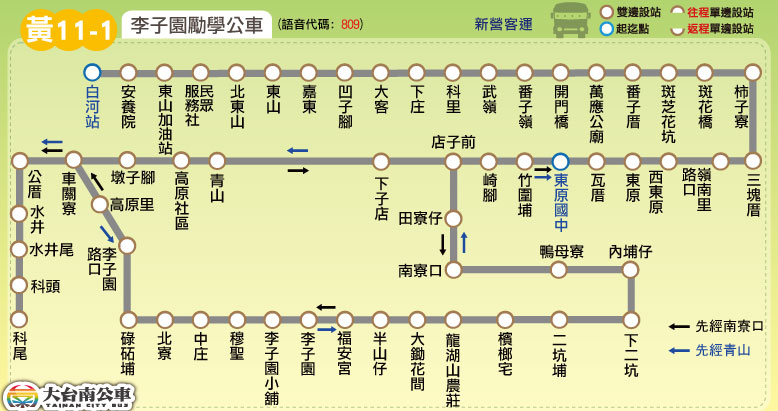 黃11-1
李子園勵學公車
(語音代碼：809)
新營客運
雙邊設站
起迄點
往程單邊設站
返程單邊設站
白河站
安養院
東山加油站
民眾服務社
北東山
東山
嘉東
凹子腳
大客
下庄
科里
武嶺
番子嶺
開門橋
萬應公廟
番子厝
斑芝花坑
斑花橋
柿子寮
公厝
車關寮
墩子腳
高原社區
青山
下子店
店子前
崎腳
竹圍埔
東原國中
瓦厝
東原
西東原
嶺南里路口
三塊厝
水井
水井尾
科頭
科尾
高原里
李子園路口
田寮仔
南寮口
鴨母寮
內埔仔
碌砧埔
北寮
中庄
穆聖
李子園小舖
李子園
福安宮
半山仔
大鋤花間
龍湖山農莊
檳榔宅
二坑埔
下二坑
先經南寮口
先經青山
大台南公車
TAINAN CITY BUS